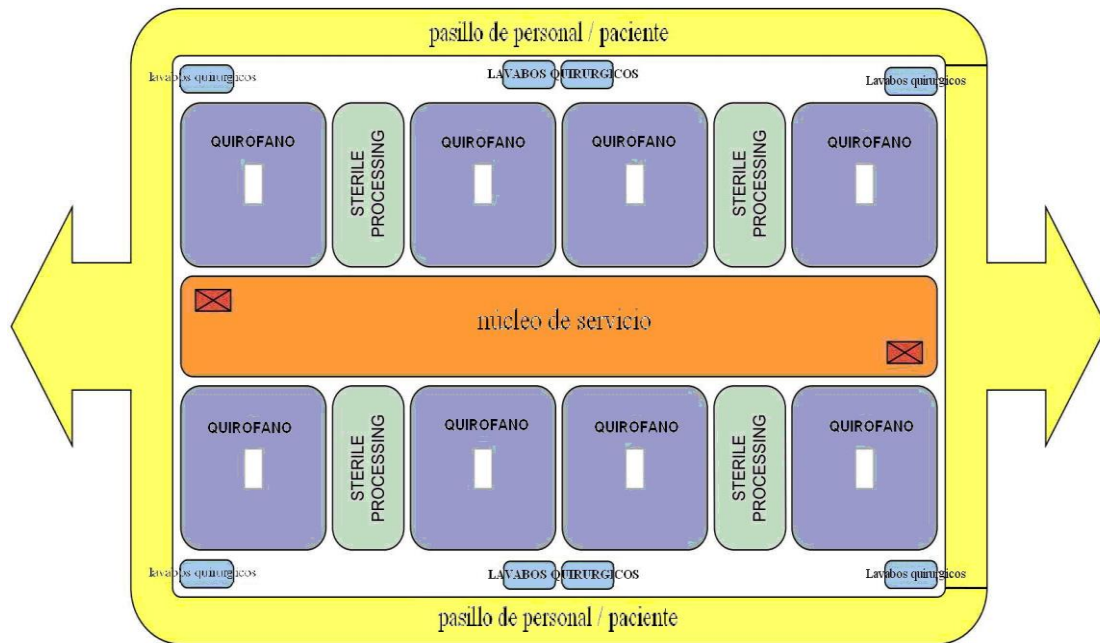 pasillo de personal / paciente
lavabos quirurgicos
LAVABOS QUIRURGICOS
Lavabos quirurgicos
QUIROFANO
STERILE
PROCESSING
QUIROFANO
QUIROFANO
STERILE
PROCESSING
QUIROFANO
núcleo de servicio
QUIROFANO
STERILE
PROCESSING
QUIROFANO
QUIROFANO
STERILE
PROCESSING
QUIROFANO
lavabos quirurgicos
LAVABOS QUIRURGICOS
Lavabos quirurgicos
pasillo de personal / paciente